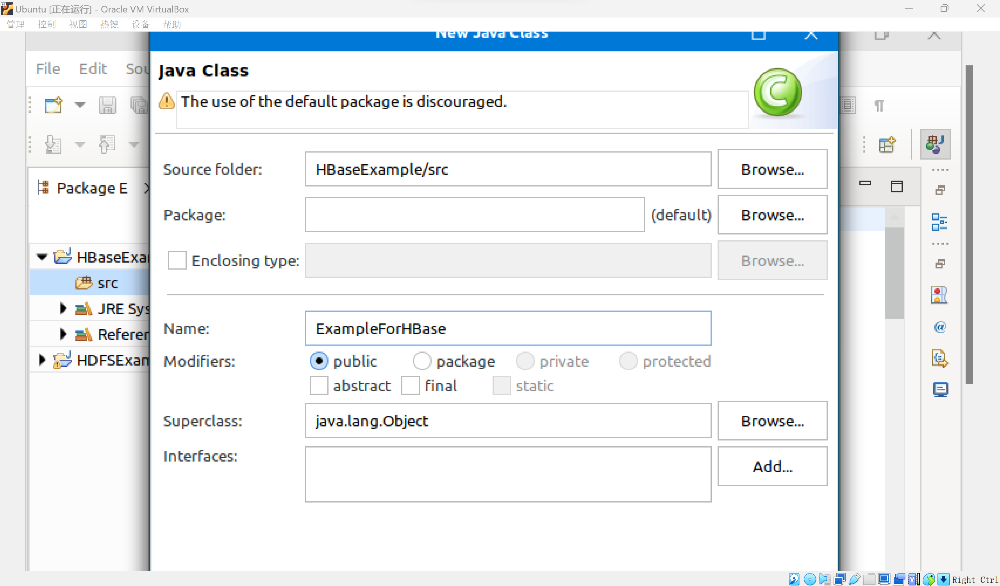 64
Ubuntu [正在运行] - Oracle VM VirtualBox
管理 控制 视图 热键 设备 帮助
New Java Class
File Edit Sou
Java Class
The use of the default package is discouraged.
Package E
Source folder: HBaseExample/src Browse...
Package: (default) Browse...
Enclosing type: Browse...
HBaseExa
src
JRE Sys
Referer
HDFSExam
Name: ExampleForHBase
Modifiers: public package private protected
abstract final static
Superclass: java.lang.Object Browse...
Interfaces: Add...
Right Ctrl